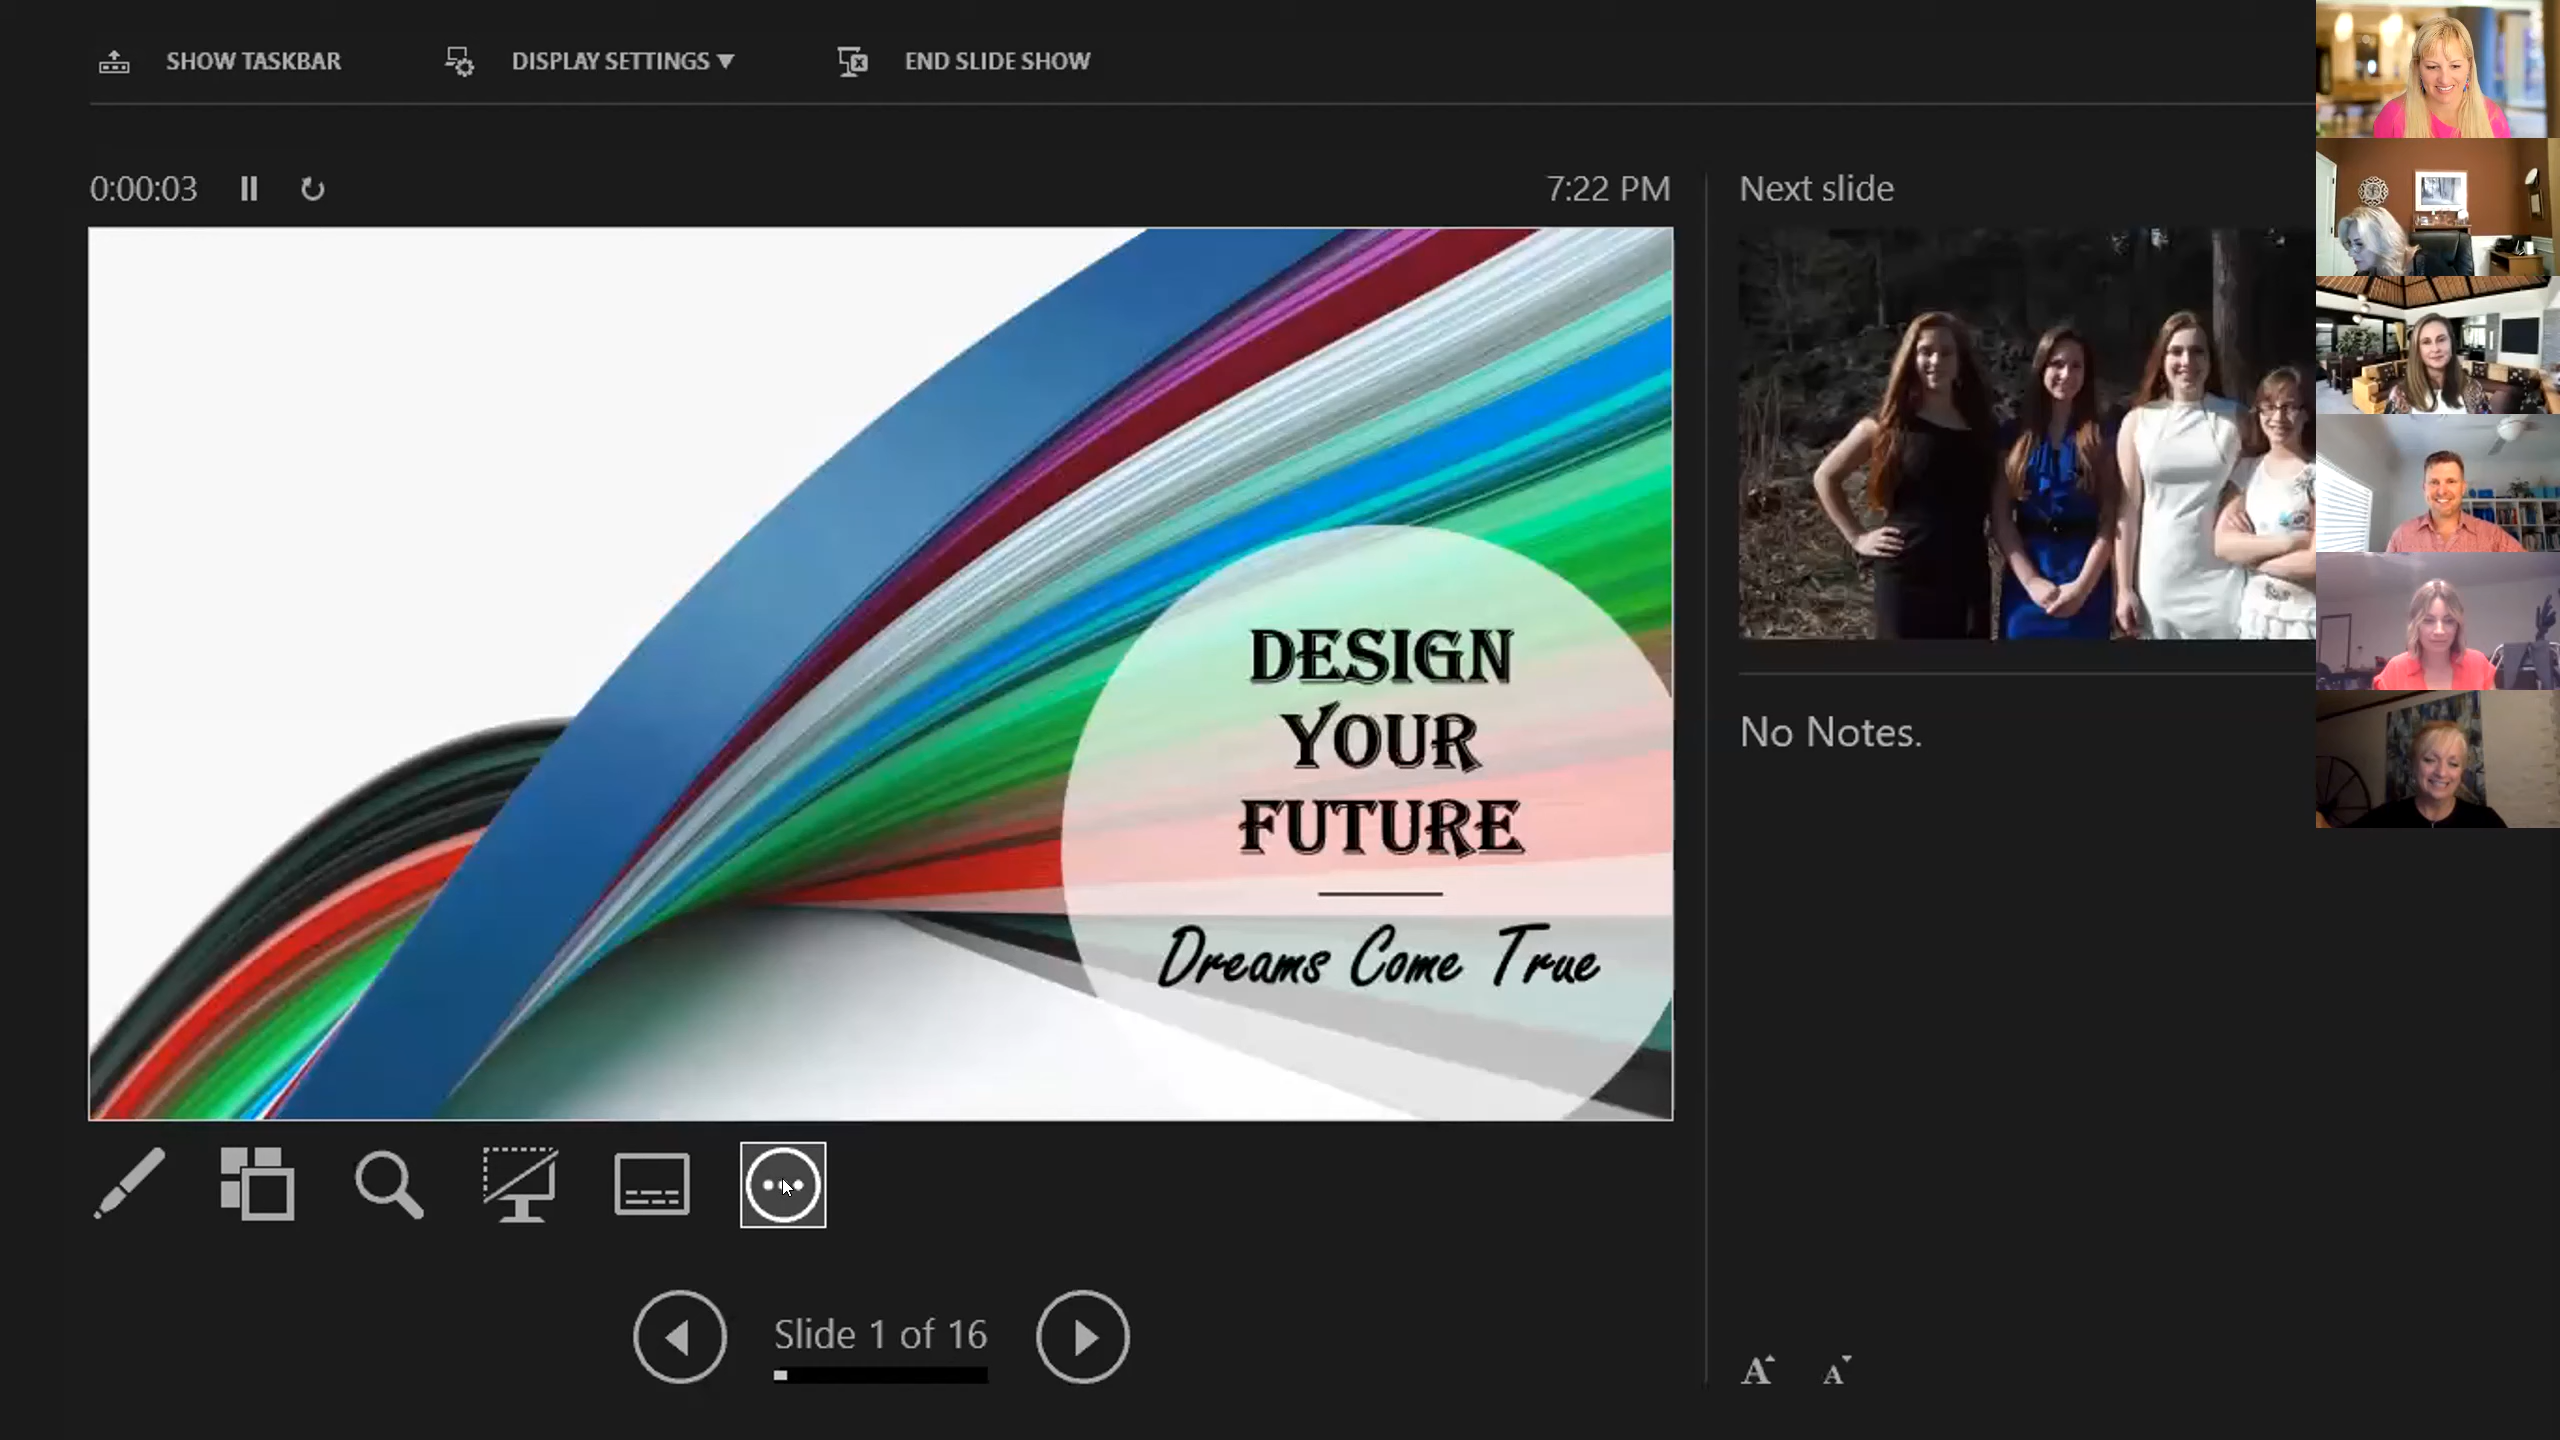 SHOW TASKBAR
DISPLAY SETTINGS ▼
END SLIDE SHOW
0:00:03
7:22 PM
DESIGN
YOUR
FUTURE
Dreams Come True
Slide 1 of 16
Next slide
No Notes.
A
A